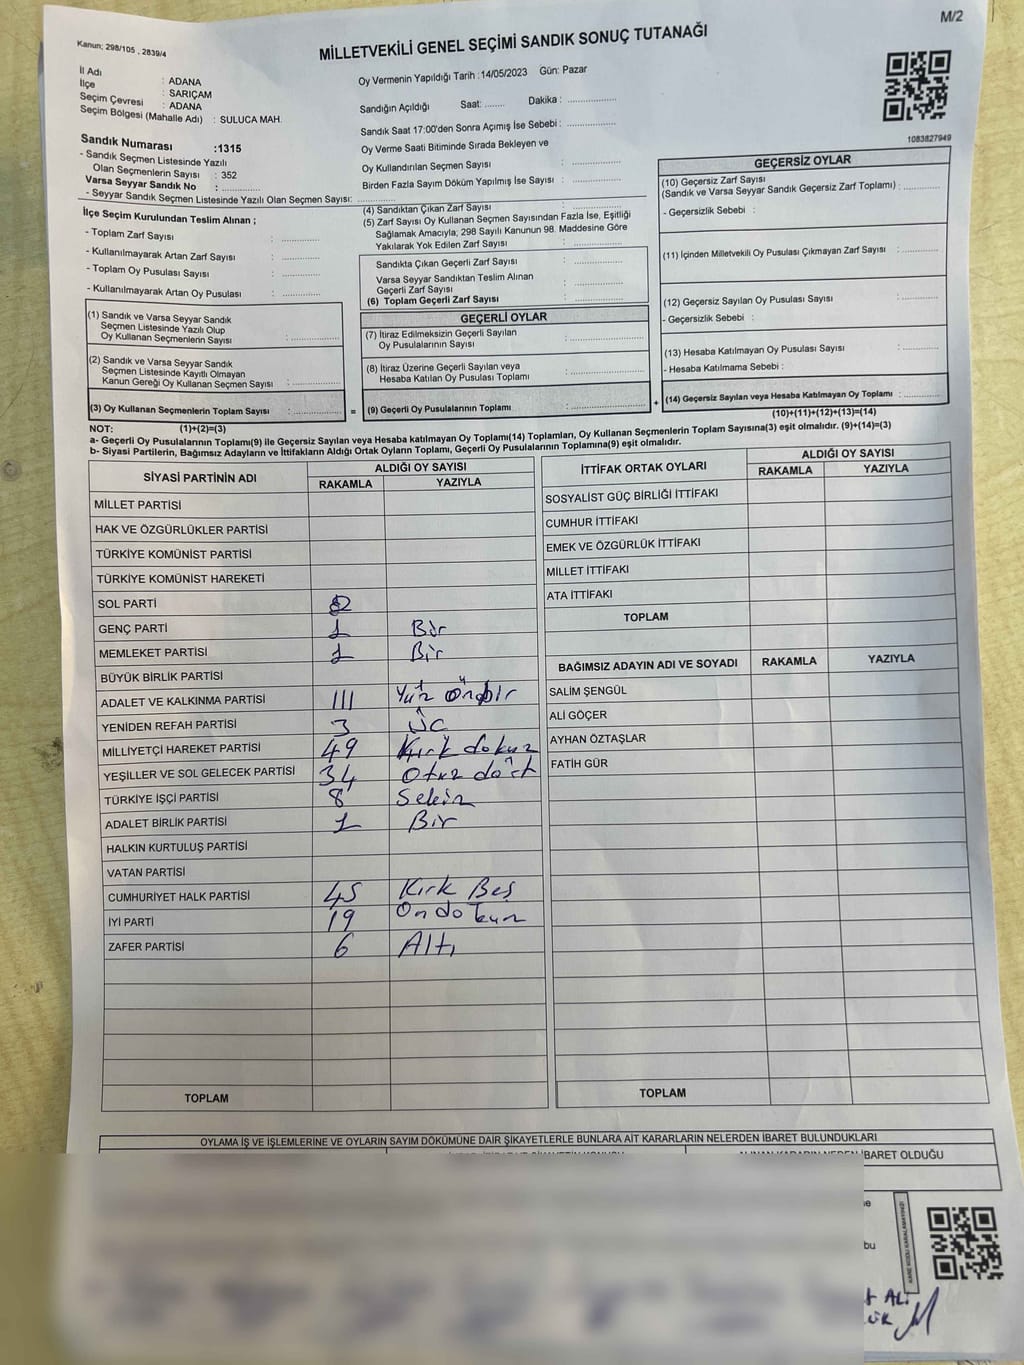 M/2
Kanun; 298/105 , 2839/4
MİLLETVEKİLİ GENEL SEÇİMİ SANDIK SONUÇ TUTANAĞI
İl Adı : ADANA
İlçe : SARIÇAM
Seçim Çevresi : ADANA
Seçim Bölgesi (Mahalle Adı) : SULUCA MAH.
Oy Vermenin Yapıldığı Tarih :14/05/2023 Gün: Pazar
Sandığın Açıldığı Saat: ........ Dakika : ..................
Sandık Saat 17:00'den Sonra Açımış İse Sebebi : ..................
Oy Verme Saati Bitiminde Sırada Bekleyen ve
Oy Kullandırılan Seçmen Sayısı : ..................
Birden Fazla Sayım Döküm Yapılmış İse Sayısı : ..................
1083827949
Sandık Numarası :1315
- Sandık Seçmen Listesinde Yazılı
Olan Seçmenlerin Sayısı : 352
Varsa Seyyar Sandık No : ..............
- Seyyar Sandık Seçmen Listesinde Yazılı Olan Seçmen Sayısı: ..............
İlçe Seçim Kurulundan Teslim Alınan ;
- Toplam Zarf Sayısı : ..............
- Kullanılmayarak Artan Zarf Sayısı : ..............
- Toplam Oy Pusulası Sayısı : ..............
- Kullanılmayarak Artan Oy Pusulası : ..............
(1) Sandık ve Varsa Seyyar Sandık
Seçmen Listesinde Yazılı Olup
Oy Kullanan Seçmenlerin Sayısı : ..............
(2) Sandık ve Varsa Seyyar Sandık
Seçmen Listesinde Kayıtlı Olmayan
Kanun Gereği Oy Kullanan Seçmen Sayısı : ..............
(3) Oy Kullanan Seçmenlerin Toplam Sayısı : ..............
(4) Sandıktan Çıkan Zarf Sayısı : ..............
(5) Zarf Sayısı Oy Kullanan Seçmen Sayısından Fazla İse, Eşitliği
Sağlamak Amacıyla; 298 Sayılı Kanunun 98. Maddesine Göre
Yakılarak Yok Edilen Zarf Sayısı : ..............
Sandıkta Çıkan Geçerli Zarf Sayısı : ..............
Varsa Seyyar Sandıktan Teslim Alınan
Geçerli Zarf Sayısı : ..............
(6) Toplam Geçerli Zarf Sayısı : ..............
GEÇERLİ OYLAR
(7) İtiraz Edilmeksizin Geçerli Sayılan
Oy Pusulalarının Sayısı : ..............
(8) İtiraz Üzerine Geçerli Sayılan veya
Hesaba Katılan Oy Pusulası Toplamı : ..............
= (9) Geçerli Oy Pusulalarının Toplamı : ..............
GEÇERSİZ OYLAR
(10) Geçersiz Zarf Sayısı
(Sandık ve Varsa Seyyar Sandık Geçersiz Zarf Toplamı) : ..............
- Geçersizlik Sebebi :
(11) İçinden Milletvekili Oy Pusulası Çıkmayan Zarf Sayısı : ..............
(12) Geçersiz Sayılan Oy Pusulası Sayısı : ..............
- Geçersizlik Sebebi :
(13) Hesaba Katılmayan Oy Pusulası Sayısı : ..............
- Hesaba Katılmama Sebebi :
+ (14) Geçersiz Sayılan veya Hesaba Katılmayan Oy Toplamı : ..............
NOT: (1)+(2)=(3)
(10)+(11)+(12)+(13)=(14)
a- Geçerli Oy Pusulalarının Toplamı(9) ile Geçersiz Sayılan veya Hesaba katılmayan Oy Toplamı(14) Toplamları, Oy Kullanan Seçmenlerin Toplam Sayısına(3) eşit olmalıdır. (9)+(14)=(3)
b- Siyasi Partilerin, Bağımsız Adayların ve İttifakların Aldığı Ortak Oyların Toplamı, Geçerli Oy Pusulalarının Toplamına(9) eşit olmalıdır.
SİYASİ PARTİNİN ADI ALDIĞI OY SAYISI
RAKAMLA YAZIYLA
MİLLET PARTİSİ
HAK VE ÖZGÜRLÜKLER PARTİSİ
TÜRKİYE KOMÜNİST PARTİSİ
TÜRKİYE KOMÜNİST HAREKETİ
SOL PARTİ
GENÇ PARTİ 1 Bir
MEMLEKET PARTİSİ 1 Bir
BÜYÜK BİRLİK PARTİSİ
ADALET VE KALKINMA PARTİSİ 111 Yüz Onbir
YENİDEN REFAH PARTİSİ 3 Üc
MİLLİYETÇİ HAREKET PARTİSİ 49 Kırk dokuz
YEŞİLLER VE SOL GELECEK PARTİSİ 34 Otuz dört
TÜRKİYE İŞÇİ PARTİSİ 8 Sekiz
ADALET BİRLİK PARTİSİ 1 Bir
HALKIN KURTULUŞ PARTİSİ
VATAN PARTİSİ
CUMHURİYET HALK PARTİSİ 45 Kırk Beş
İYİ PARTİ 19 Ondokuz
ZAFER PARTİSİ 6 Altı
TOPLAM
İTTİFAK ORTAK OYLARI ALDIĞI OY SAYISI
RAKAMLA YAZIYLA
SOSYALİST GÜÇ BİRLİĞİ İTTİFAKI
CUMHUR İTTİFAKI
EMEK VE ÖZGÜRLÜK İTTİFAKI
MİLLET İTTİFAKI
ATA İTTİFAKI
TOPLAM
BAĞIMSIZ ADAYIN ADI VE SOYADI RAKAMLA YAZIYLA
SALİM ŞENGÜL
ALİ GÖÇER
AYHAN ÖZTAŞLAR
FATİH GÜR
TOPLAM
OYLAMA İŞ VE İŞLEMLERİNE VE OYLARIN SAYIM DÖKÜMÜNE DAİR ŞİKAYETLERLE BUNLARA AİT KARARLARIN NELERDEN İBARET BULUNDUKLARI
ALINAN KARARIN NEDEN İBARET OLDUĞU
KARE KODU KARALAMAYINIZ!
bu
Ali